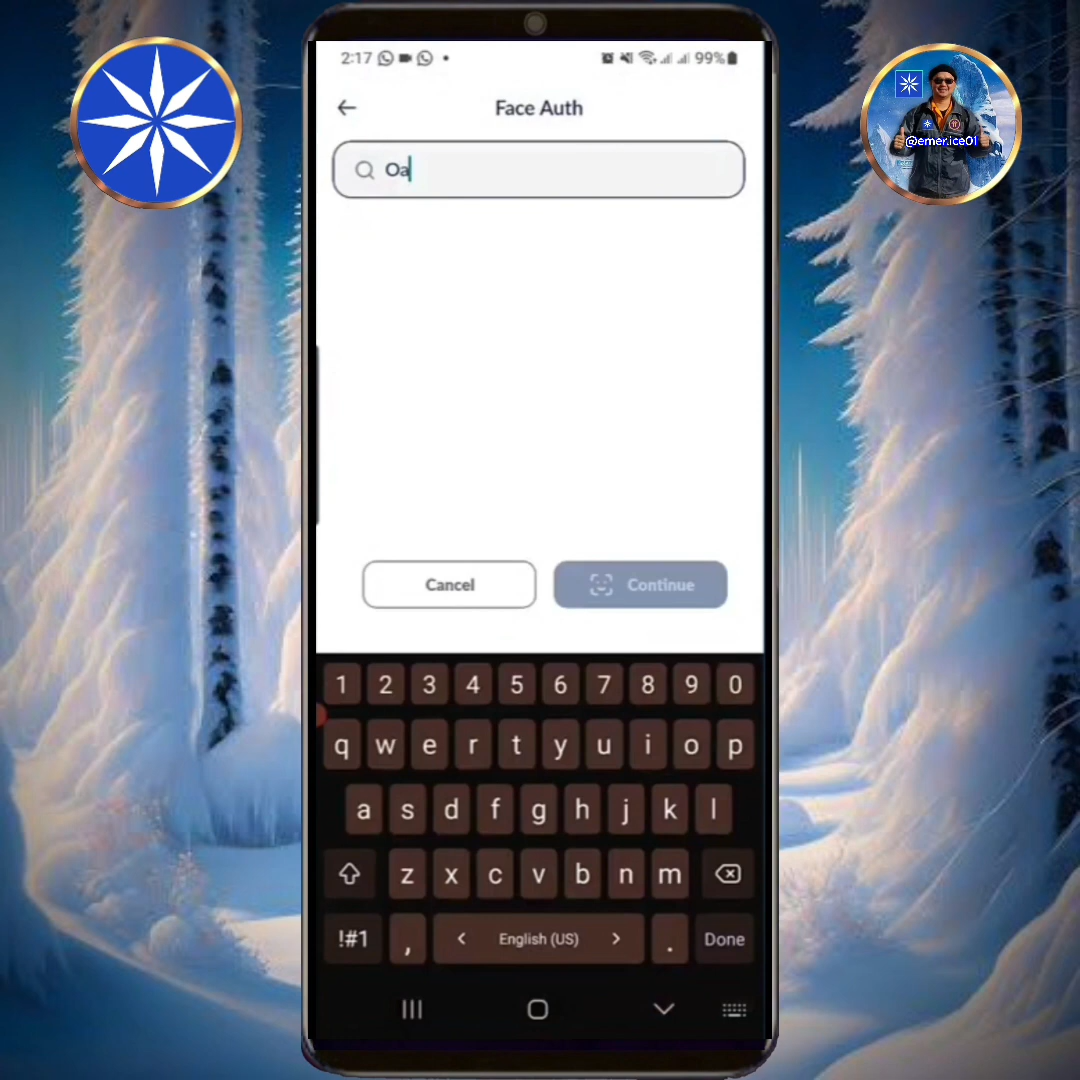 2:17
99%
Face Auth
@emer.ice01
Oa
Cancel
Continue
1 2 3 4 5 6 7 8 9 0
q w e r t y u i o p
a s d f g h j k l
z x c v b n m
!#1 , < English (US) > . Done